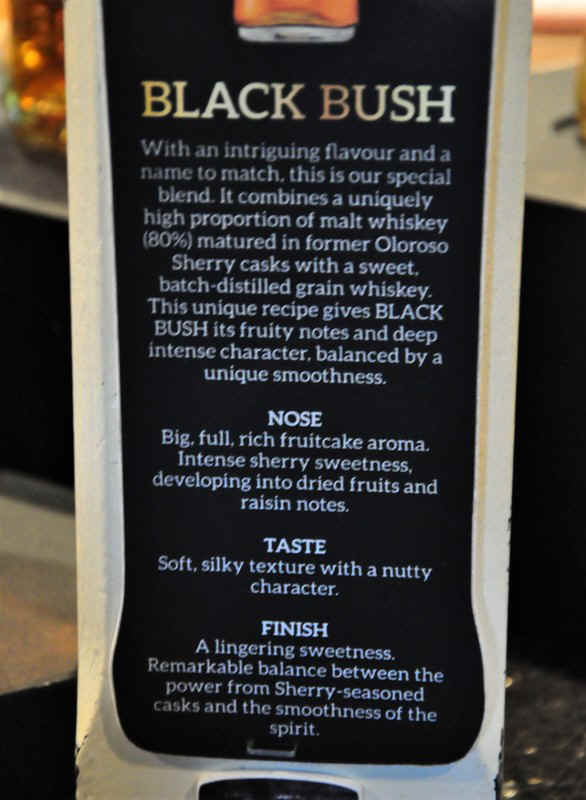 BLACK BUSH
With an intriguing flavour and a
name to match, this is our special
blend. It combines a uniquely
high proportion of malt whiskey
(80%) matured in former Oloroso
Sherry casks with a sweet,
batch-distilled grain whiskey.
This unique recipe gives BLACK
BUSH its fruity notes and deep
intense character, balanced by a
unique smoothness.
NOSE
Big, full, rich fruitcake aroma.
Intense sherry sweetness,
developing into dried fruits and
raisin notes.
TASTE
Soft, silky texture with a nutty
character.
FINISH
A lingering sweetness.
Remarkable balance between the
power from Sherry-seasoned
casks and the smoothness of the
spirit.